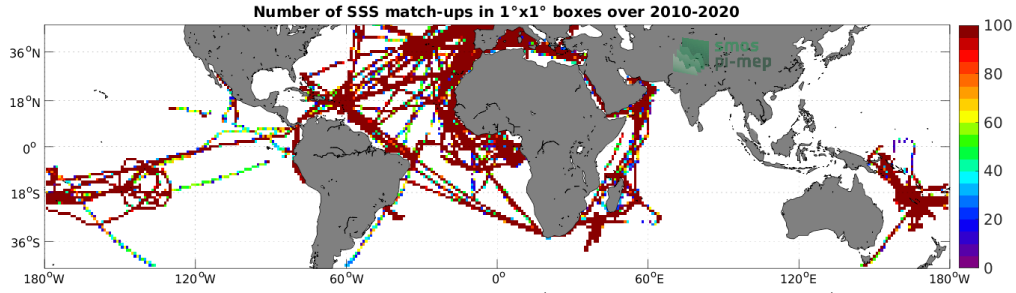 Number of SSS match-ups in 1°x1° boxes over 2010-2020
36°N
18°N
0°
18°S
36°S
180°W
120°W
60°W
0°
60°E
120°E
180°W
100
80
60
40
20
0
smos
pi-mep